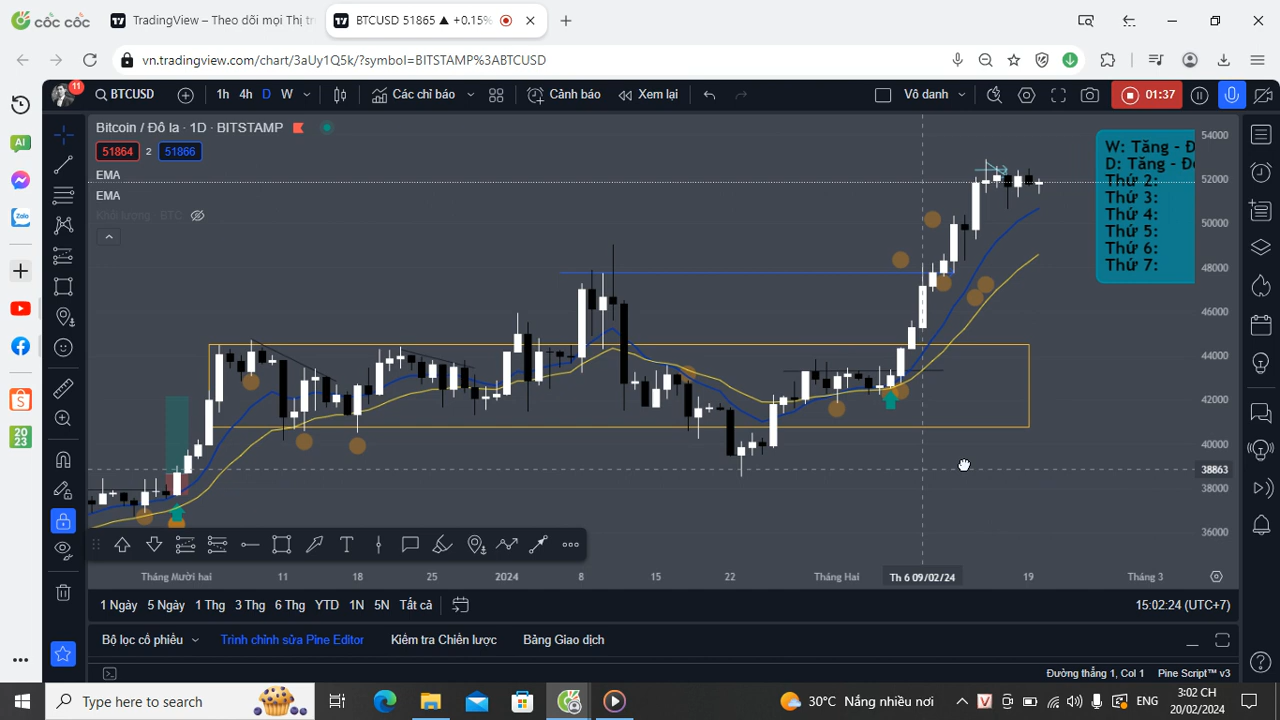 cốc cốc
TradingView – Theo dõi mọi Thị tr
BTCUSD 51865 ▲ +0.15%
vn.tradingview.com/chart/3aUy1Q5k/?symbol=BITSTAMP%3ABTCUSD
11
BTCUSD
1h 4h D W
Các chỉ báo
Cảnh báo
Xem lại
Vô danh
01:37
Bitcoin / Đô la · 1D · BITSTAMP
51864 2 51866
EMA
EMA
Khối lượng BTC
W: Tăng - Đ
D: Tăng - Đ
Thứ 2:
Thứ 3:
Thứ 4:
Thứ 5:
Thứ 6:
Thứ 7:
54000
52000
50000
48000
46000
44000
42000
40000
38863
38000
36000
AI
Zalo
2023
Tháng Mười hai 11 18 25 2024 8 15 22 Tháng Hai Th 6 09/02/24 19 Tháng 3
1 Ngày 5 Ngày 1 Thg 3 Thg 6 Thg YTD 1N 5N Tất cả
15:02:24 (UTC+7)
Bộ lọc cổ phiếu Trình chỉnh sửa Pine Editor Kiểm tra Chiến lược Bảng Giao dịch
Đường thẳng 1, Col 1 Pine Script™ v3
Type here to search
30°C Nắng nhiều nơi
ENG
3:02 CH
20/02/2024